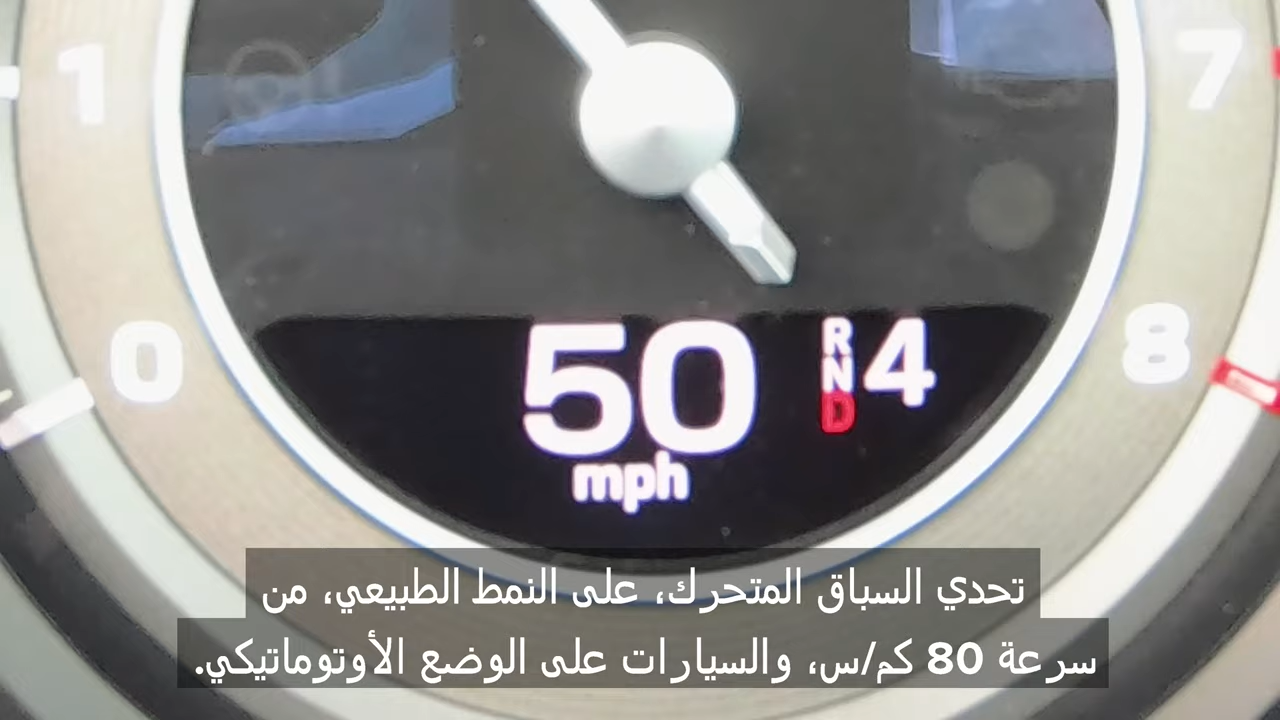 1
7
0
8
50
mph
R
N
D
4
تحدي السباق المتحرك، على النمط الطبيعي، من
سرعة 80 كم/س، والسيارات على الوضع الأوتوماتيكي.